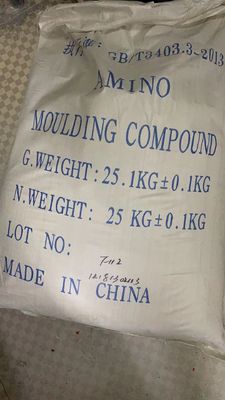 GB/T3403.3-2013
AMINO
MOULDING COMPOUND
G.WEIGHT: 25.1KG±0.1KG
N.WEIGHT: 25 KG±0.1KG
LOT NO:
MADE IN CHINA